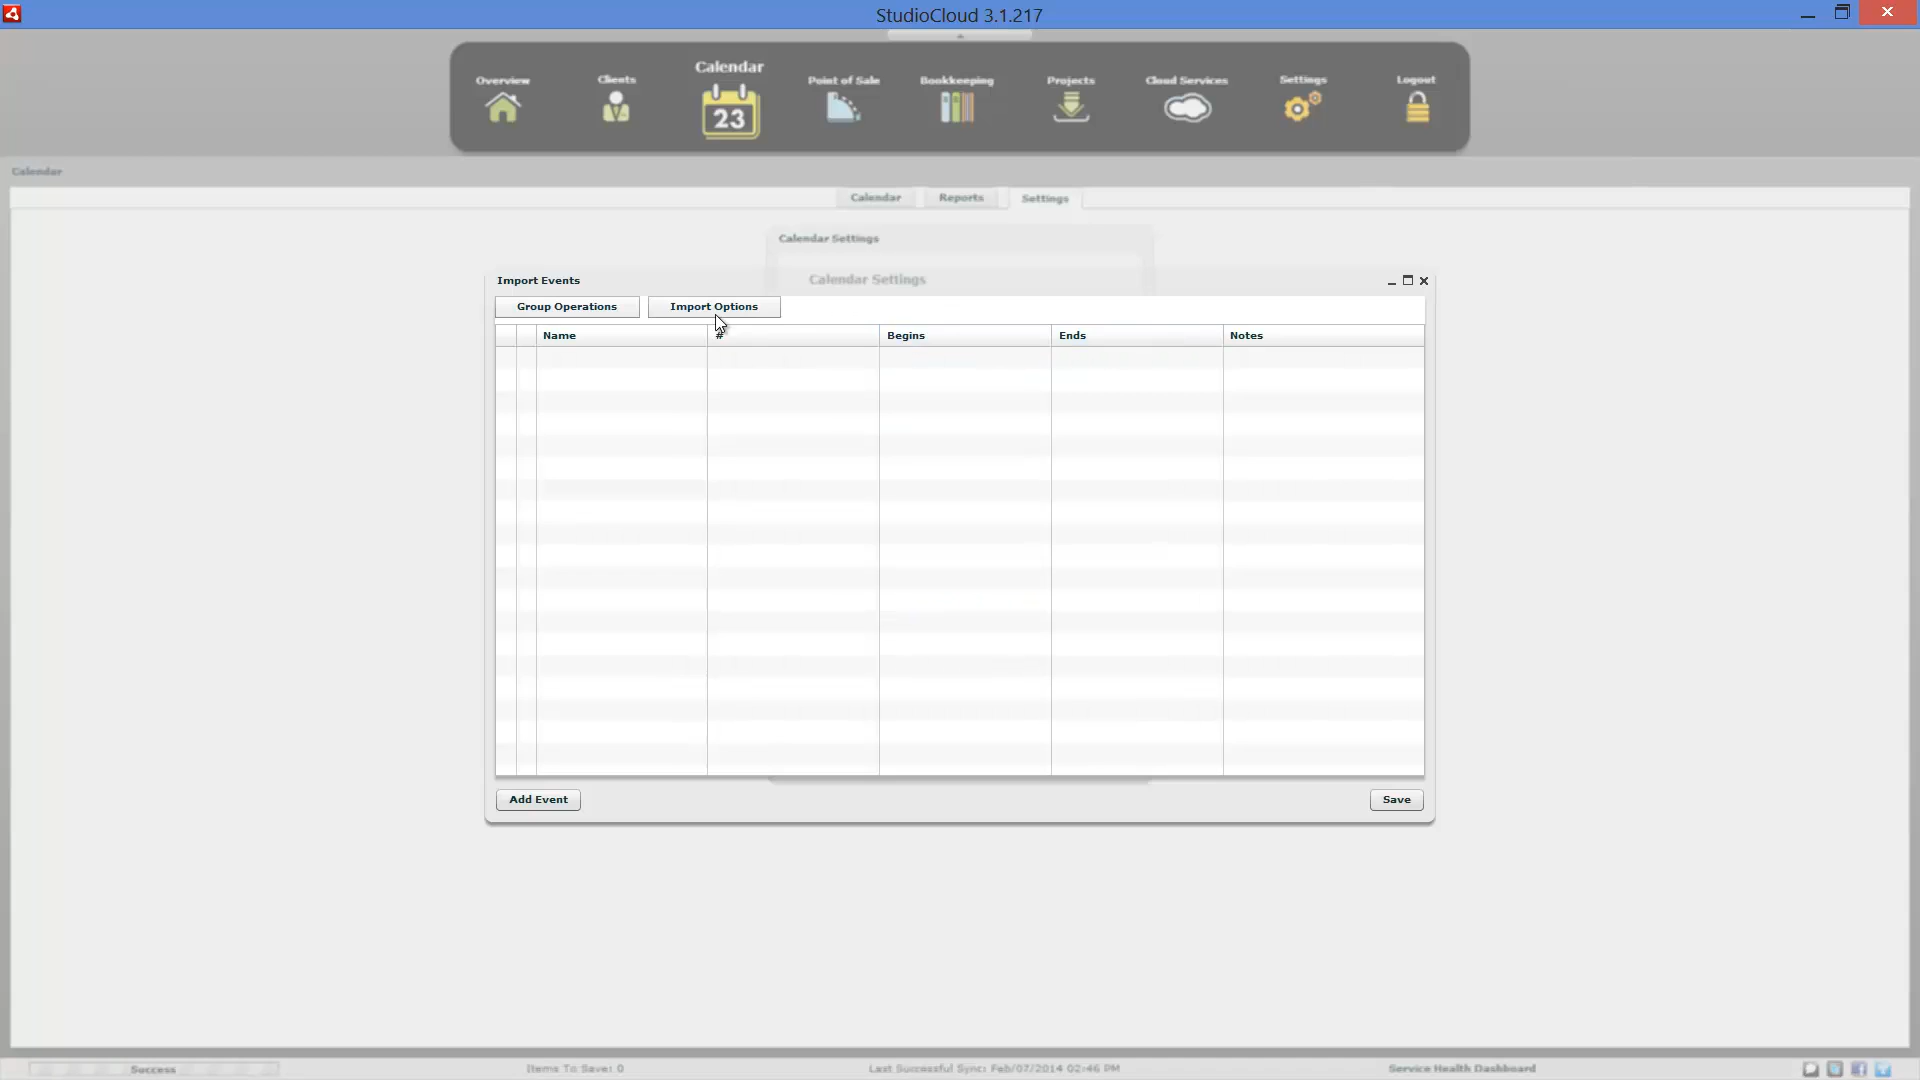 StudioCloud 3.1.217
Overview
Clients
Calendar
23
Point of Sale
Bookkeeping
Projects
Cloud Services
Settings
Logout
Calendar
Calendar
Reports
Settings
Calendar Settings
Calendar Settings
Import Events
Group Operations
Import Options
Name
#
Begins
Ends
Notes
Add Event
Save
Success
Items To Save: 0
Last Successful Sync: Feb/07/2014 02:46 PM
Service Health Dashboard